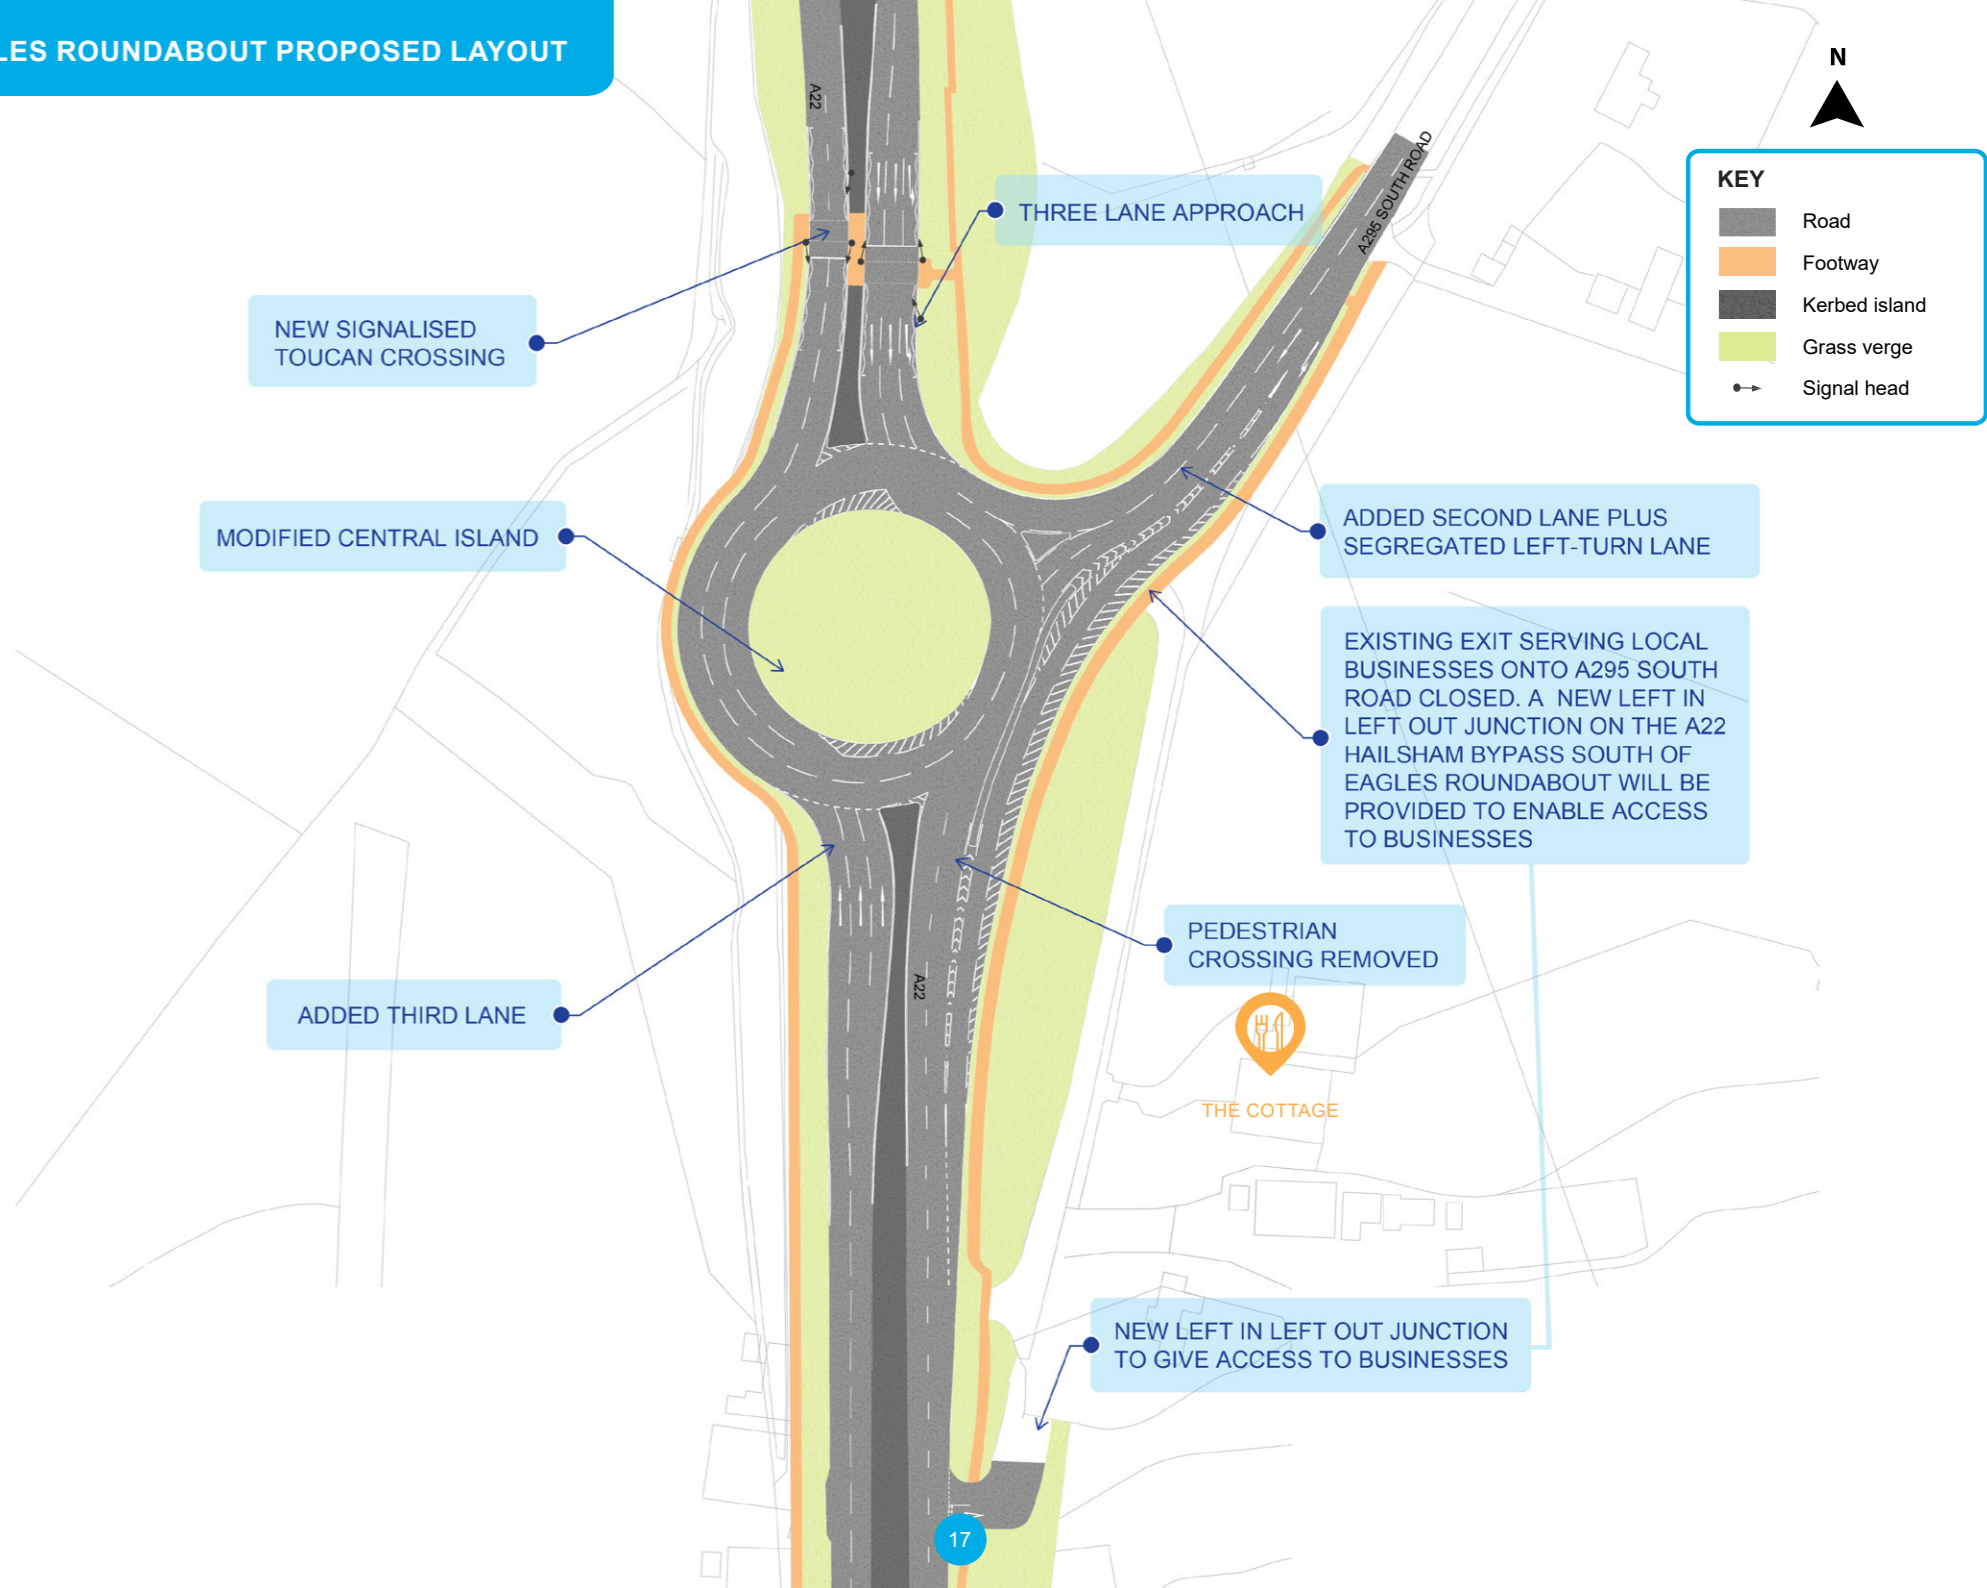 LES ROUNDABOUT PROPOSED LAYOUT
N
KEY
Road
Footway
Kerbed island
Grass verge
Signal head
A22
A295 SOUTH ROAD
THREE LANE APPROACH
NEW SIGNALISED
TOUCAN CROSSING
MODIFIED CENTRAL ISLAND
ADDED SECOND LANE PLUS
SEGREGATED LEFT-TURN LANE
EXISTING EXIT SERVING LOCAL
BUSINESSES ONTO A295 SOUTH
ROAD CLOSED. A NEW LEFT IN
LEFT OUT JUNCTION ON THE A22
HAILSHAM BYPASS SOUTH OF
EAGLES ROUNDABOUT WILL BE
PROVIDED TO ENABLE ACCESS
TO BUSINESSES
PEDESTRIAN
CROSSING REMOVED
ADDED THIRD LANE
A22
THE COTTAGE
NEW LEFT IN LEFT OUT JUNCTION
TO GIVE ACCESS TO BUSINESSES
17